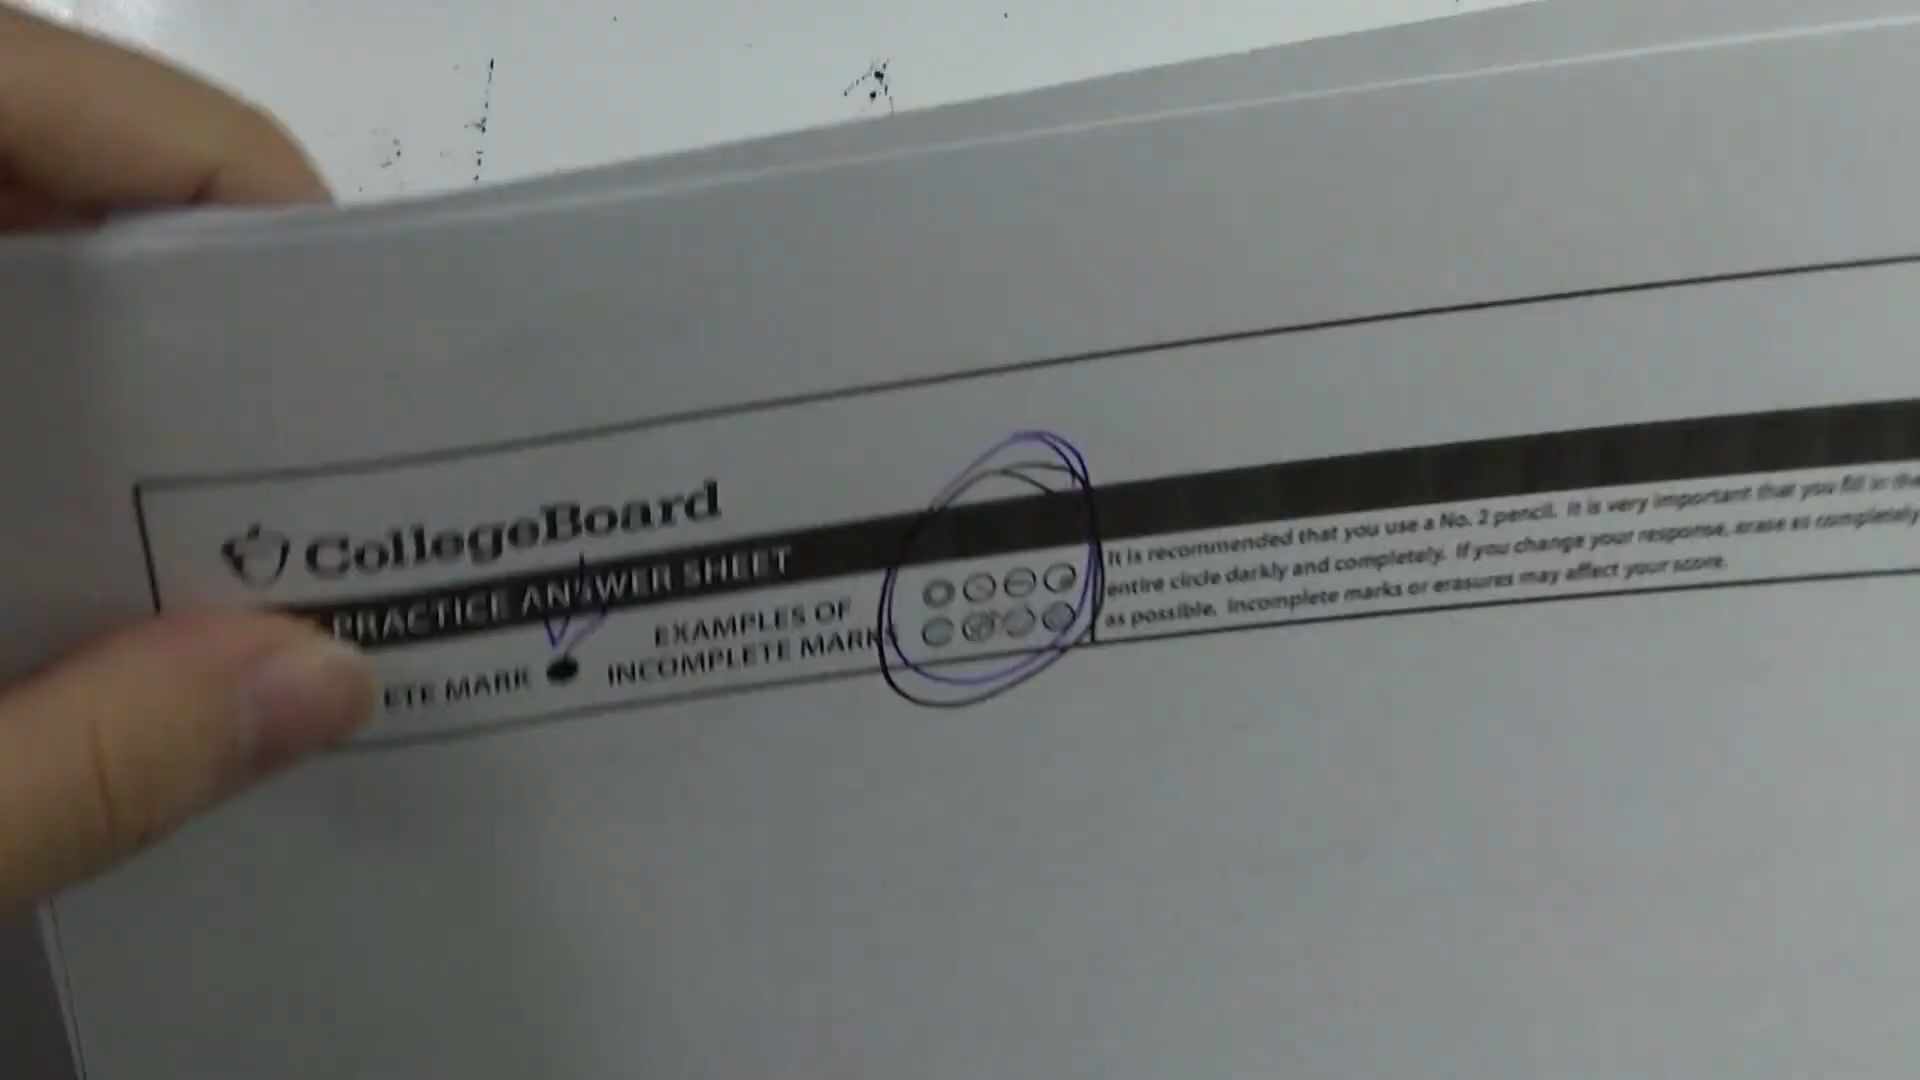 CollegeBoard
PRACTICE ANSWER SHEET
ETE MARK
EXAMPLES OF
INCOMPLETE MARKS
It is recommended that you use a No. 2 pencil. It is very important that you fill in the
entire circle darkly and completely. If you change your response, erase as completely
as possible. Incomplete marks or erasures may affect your score.